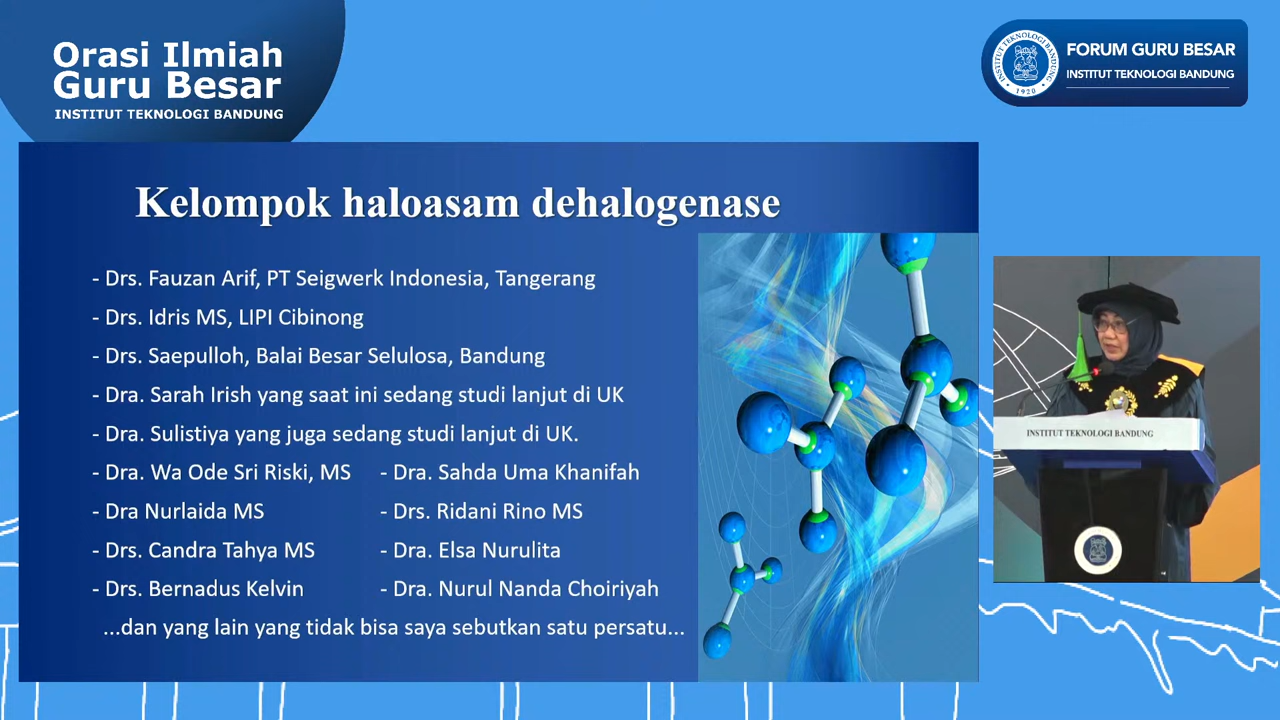 Orasi Ilmiah
Guru Besar
INSTITUT TEKNOLOGI BANDUNG
INSTITUT TEKNOLOGI BANDUNG
1920
FORUM GURU BESAR
INSTITUT TEKNOLOGI BANDUNG
Kelompok haloasam dehalogenase
- Drs. Fauzan Arif, PT Seigwerk Indonesia, Tangerang
- Drs. Idris MS, LIPI Cibinong
- Drs. Saepulloh, Balai Besar Selulosa, Bandung
- Dra. Sarah Irish yang saat ini sedang studi lanjut di UK
- Dra. Sulistiya yang juga sedang studi lanjut di UK.
- Dra. Wa Ode Sri Riski, MS - Dra. Sahda Uma Khanifah
- Dra Nurlaida MS - Drs. Ridani Rino MS
- Drs. Candra Tahya MS - Dra. Elsa Nurulita
- Drs. Bernadus Kelvin - Dra. Nurul Nanda Choiriyah
...dan yang lain yang tidak bisa saya sebutkan satu persatu...
INSTITUT TEKNOLOGI BANDUNG